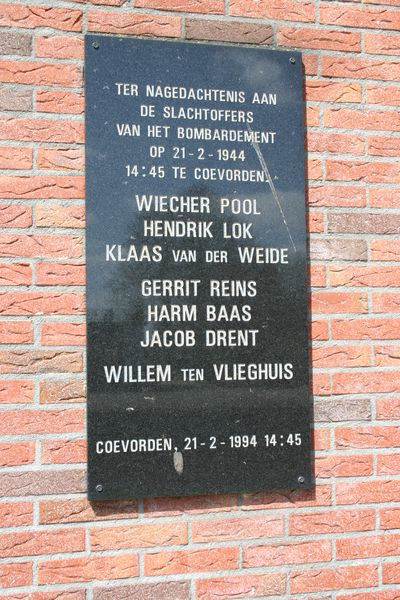 TER NAGEDACHTENIS AAN
DE SLACHTOFFERS
VAN HET BOMBARDEMENT
OP 21-2-1944
14:45 TE COEVORDEN.
WIECHER POOL
HENDRIK LOK
KLAAS VAN DER WEIDE
GERRIT REINS
HARM BAAS
JACOB DRENT
WILLEM TEN VLIEGHUIS
COEVORDEN, 21-2-1994 14:45